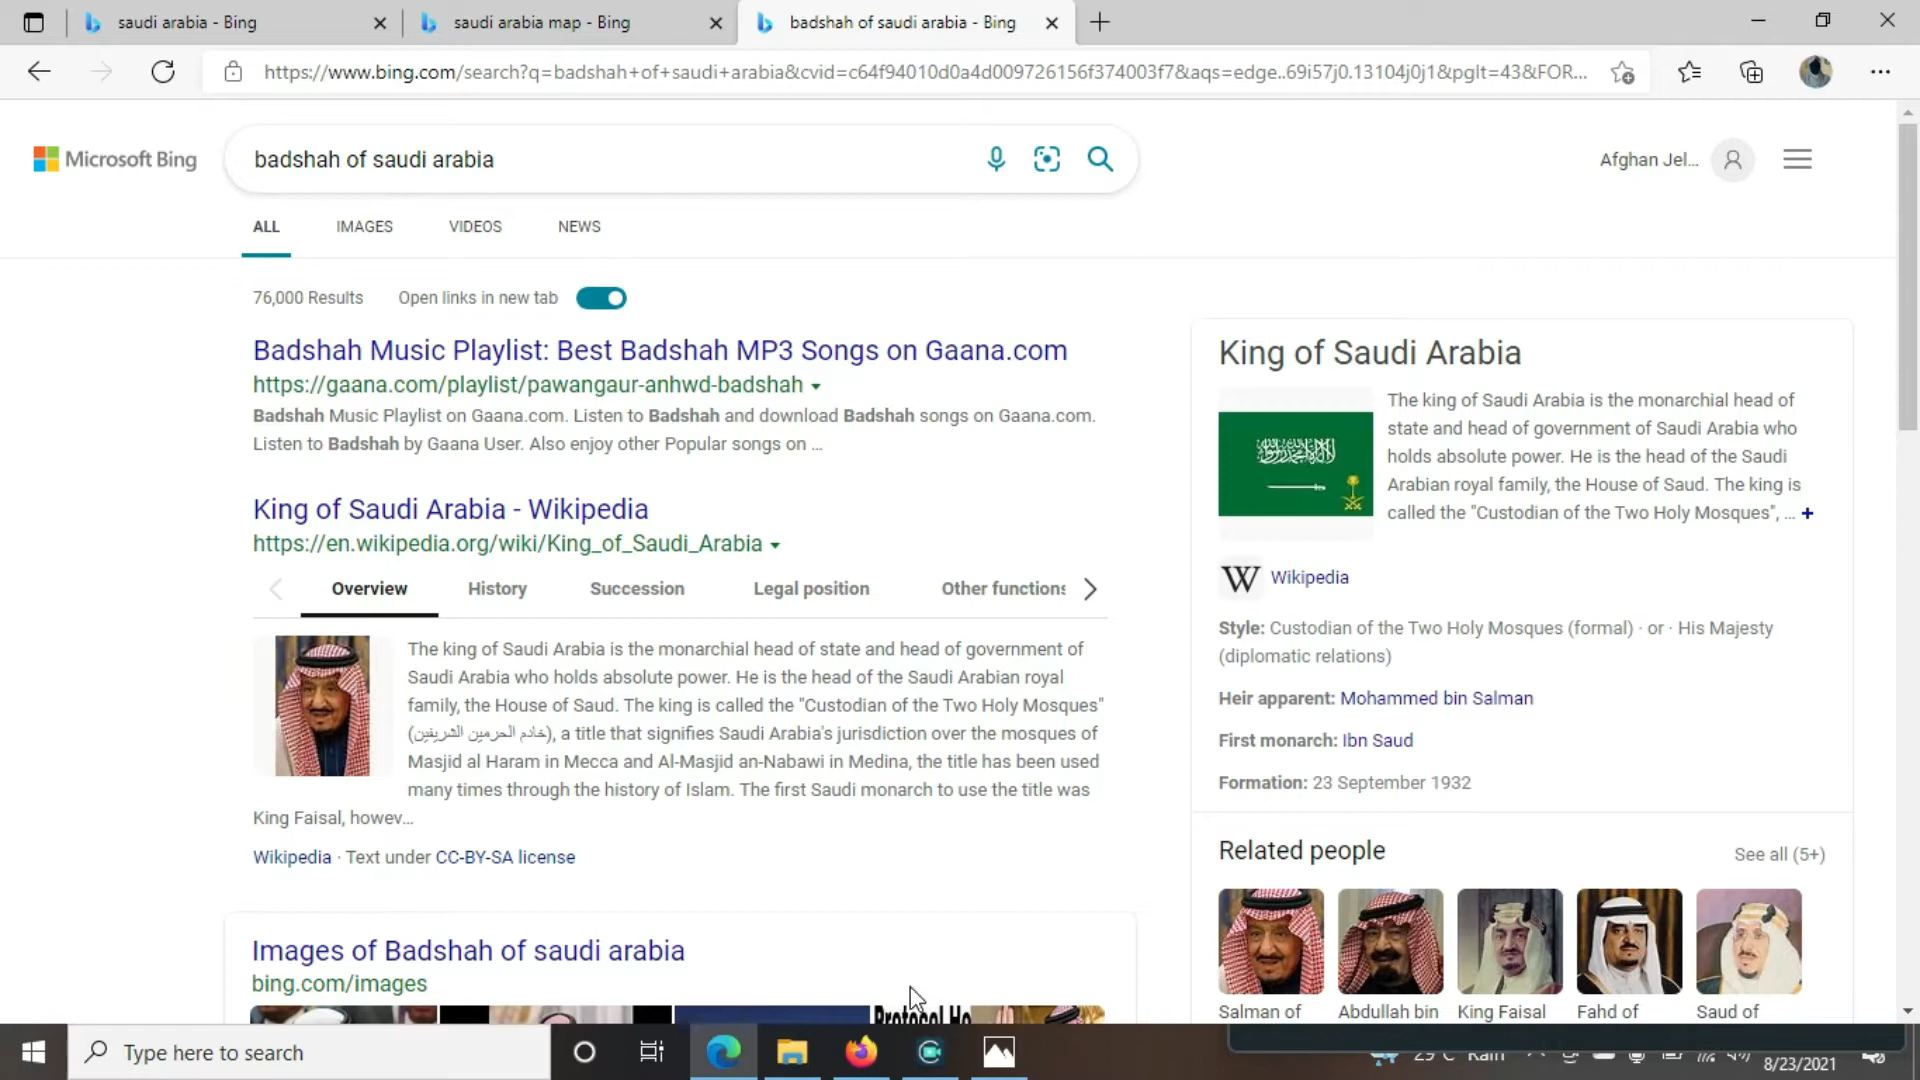 saudi arabia - Bing
saudi arabia map - Bing
badshah of saudi arabia - Bing
https://www.bing.com/search?q=badshah+of+saudi+arabia&cvid=c64f94010d0a4d009726156f374003f7&aqs=edge..69i57j0.13104j0j1&pglt=43&FOR...
Microsoft Bing
badshah of saudi arabia
Afghan Jel...
ALL
IMAGES
VIDEOS
NEWS
76,000 Results
Open links in new tab
Badshah Music Playlist: Best Badshah MP3 Songs on Gaana.com
https://gaana.com/playlist/pawangaur-anhwd-badshah
Badshah Music Playlist on Gaana.com. Listen to Badshah and download Badshah songs on Gaana.com.
Listen to Badshah by Gaana User. Also enjoy other Popular songs on ...
King of Saudi Arabia - Wikipedia
https://en.wikipedia.org/wiki/King_of_Saudi_Arabia
Overview
History
Succession
Legal position
Other functions
The king of Saudi Arabia is the monarchial head of state and head of government of
Saudi Arabia who holds absolute power. He is the head of the Saudi Arabian royal
family, the House of Saud. The king is called the "Custodian of the Two Holy Mosques"
(خادم الحرمين الشريفين), a title that signifies Saudi Arabia's jurisdiction over the mosques of
Masjid al Haram in Mecca and Al-Masjid an-Nabawi in Medina, the title has been used
many times through the history of Islam. The first Saudi monarch to use the title was
King Faisal, howev...
Wikipedia · Text under CC-BY-SA license
Images of Badshah of saudi arabia
bing.com/images
Protocol Ho
King of Saudi Arabia
The king of Saudi Arabia is the monarchial head of
state and head of government of Saudi Arabia who
holds absolute power. He is the head of the Saudi
Arabian royal family, the House of Saud. The king is
called the "Custodian of the Two Holy Mosques", ... +
W Wikipedia
Style: Custodian of the Two Holy Mosques (formal) · or · His Majesty
(diplomatic relations)
Heir apparent: Mohammed bin Salman
First monarch: Ibn Saud
Formation: 23 September 1932
Related people
See all (5+)
Salman of
Abdullah bin
King Faisal
Fahd of
Saud of
Type here to search
29°C Rain
8/23/2021